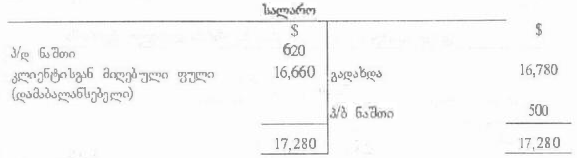 სალარო
$ $
პ/დ ნაშთი 620
კლიენტისგან მიღებული ფული 16,660 გადახდა 16,780
(დამაბალანსებელი)
პ/ბ ნაშთი 500
17,280 17,280